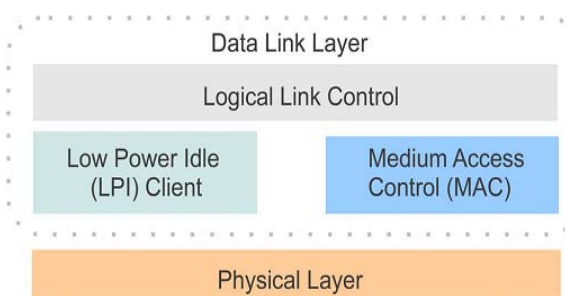 Data Link Layer
Logical Link Control
Low Power Idle
(LPI) Client
Medium Access
Control (MAC)
Physical Layer